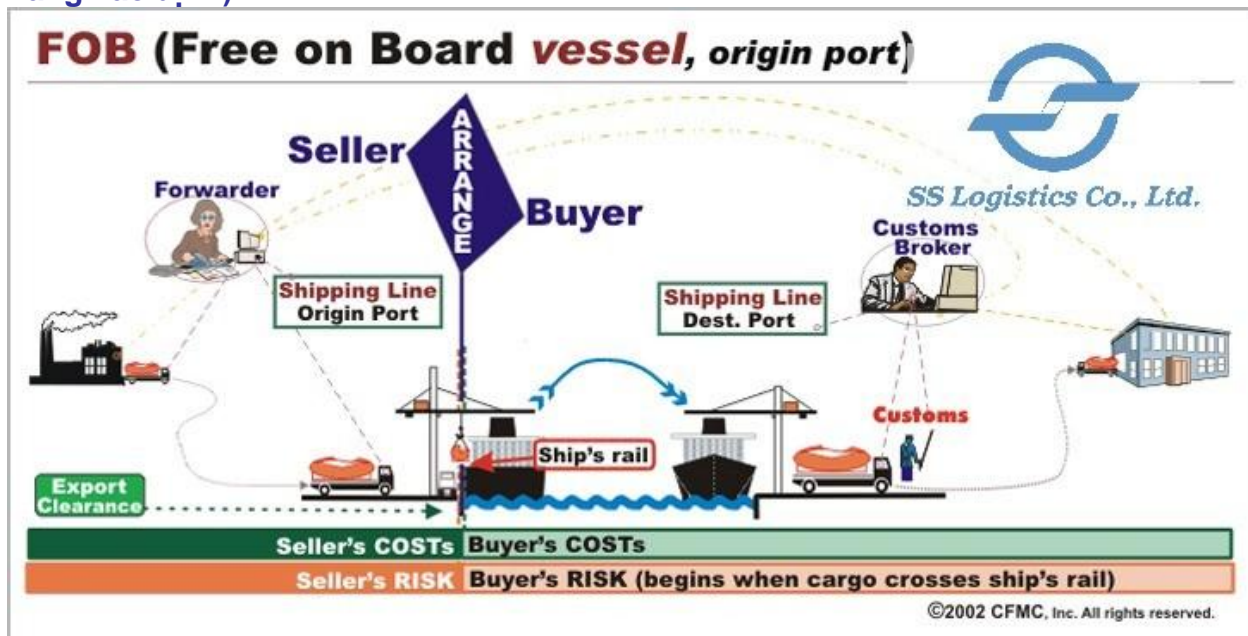 FOB (Free on Board vessel, origin port)
SS Logistics Co., Ltd.
Seller
ARRANGE
Buyer
Forwarder
Customs
Broker
Shipping Line
Origin Port
Shipping Line
Dest. Port
Customs
Ship's rail
Export
Clearance
Seller's COSTs
Buyer's COSTs
Seller's RISK
Buyer's RISK (begins when cargo crosses ship's rail)
©2002 CFMC, Inc. All rights reserved.